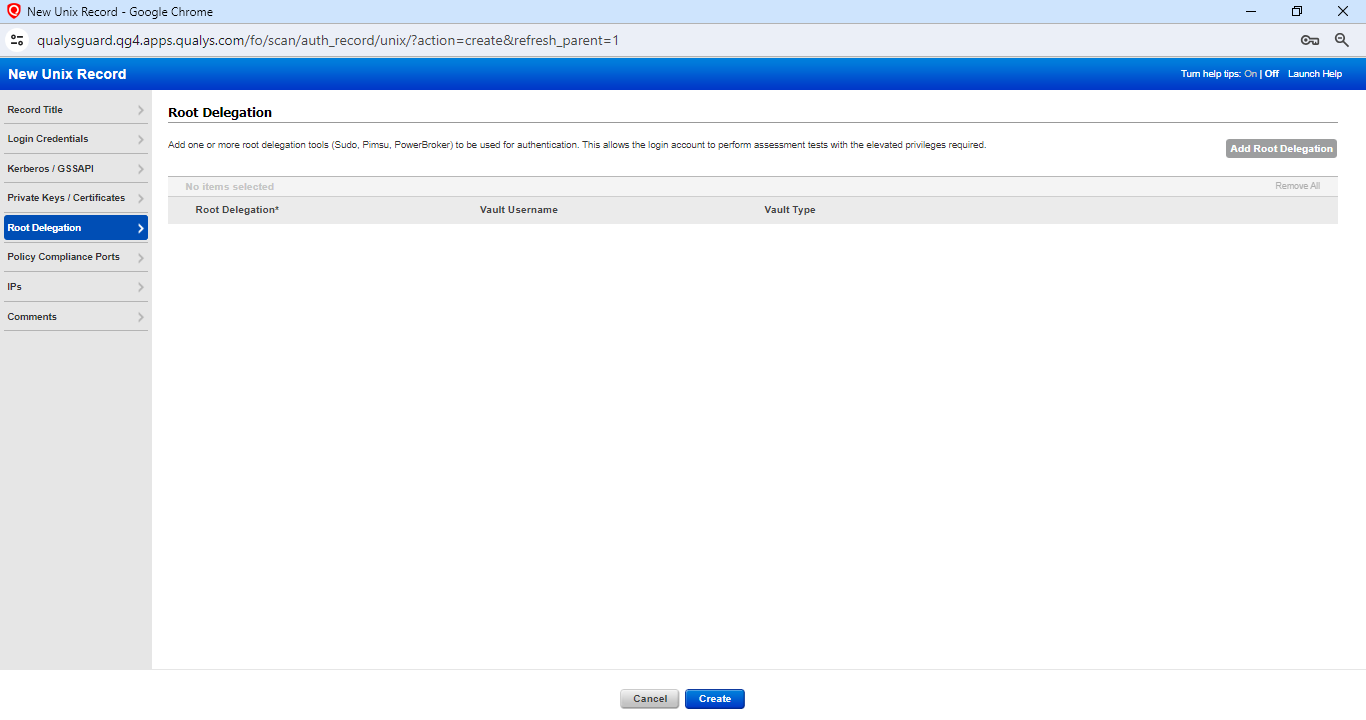 New Unix Record - Google Chrome
qualysguard.qg4.apps.qualys.com/fo/scan/auth_record/unix/?action=create&refresh_parent=1
New Unix Record
Turn help tips: On | Off Launch Help
Record Title
Login Credentials
Kerberos / GSSAPI
Private Keys / Certificates
Root Delegation
Policy Compliance Ports
IPs
Comments
Root Delegation
Add one or more root delegation tools (Sudo, Pimsu, PowerBroker) to be used for authentication. This allows the login account to perform assessment tests with the elevated privileges required.
Add Root Delegation
No items selected
Remove All
Root Delegation* Vault Username Vault Type
Cancel Create